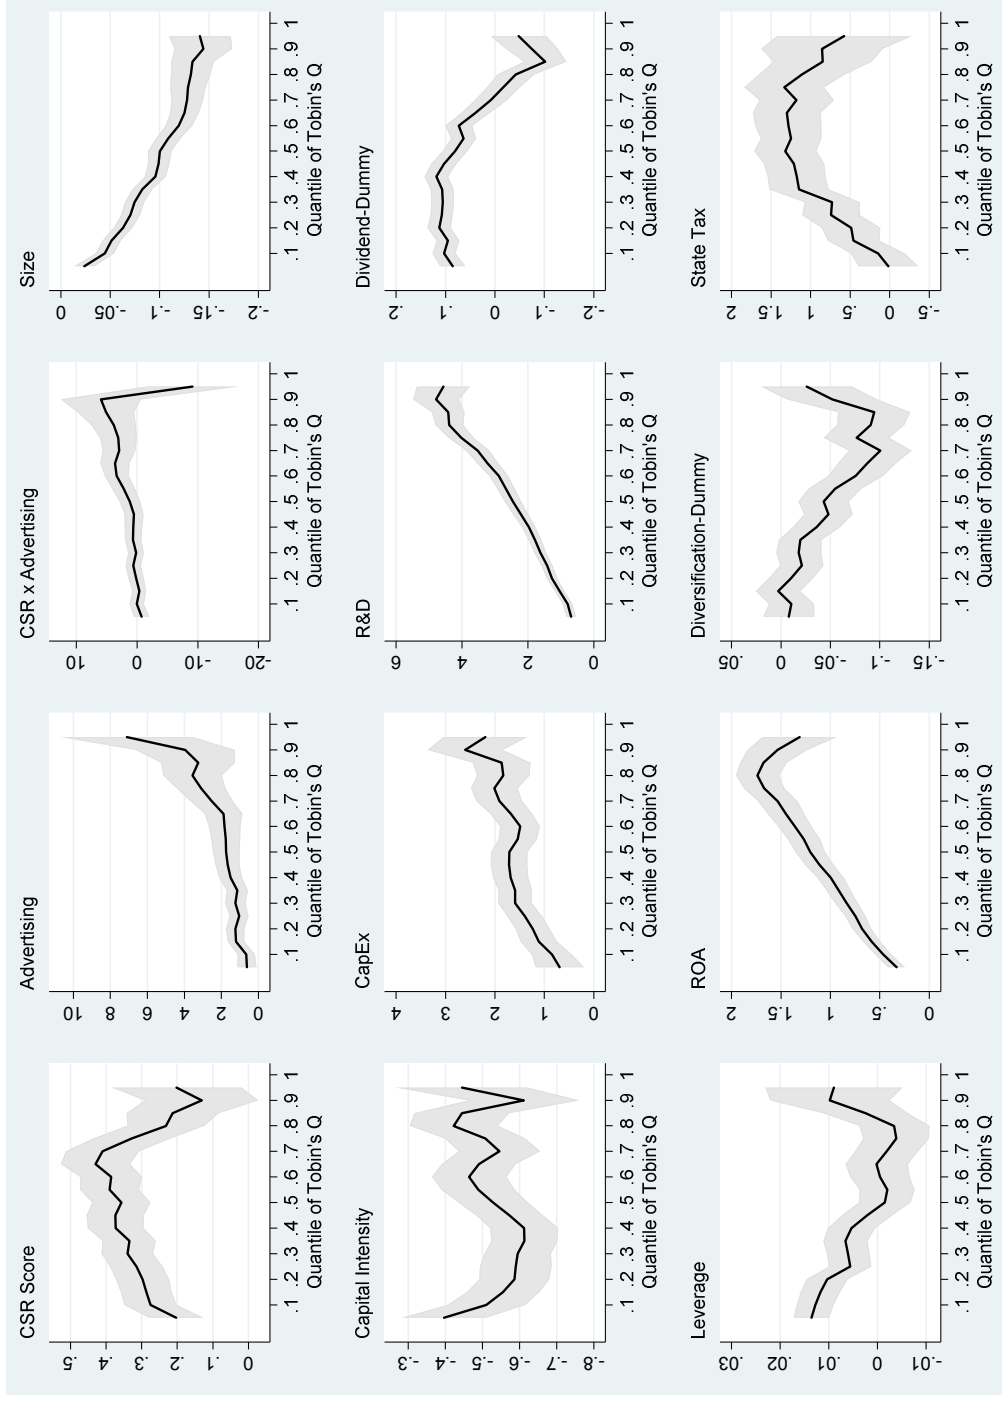 CSR Score
0 .1 .2 .3 .4 .5
.1 .2 .3 .4 .5 .6 .7 .8 .9 1
Quantile of Tobin's Q
Advertising
0 2 4 6 8 10
.1 .2 .3 .4 .5 .6 .7 .8 .9 1
Quantile of Tobin's Q
CSR x Advertising
-20 -10 0 10
.1 .2 .3 .4 .5 .6 .7 .8 .9 1
Quantile of Tobin's Q
Size
-.2 -.15 -.1 -.05 0
.1 .2 .3 .4 .5 .6 .7 .8 .9 1
Quantile of Tobin's Q
Capital Intensity
-.8 -.7 -.6 -.5 -.4 -.3
.1 .2 .3 .4 .5 .6 .7 .8 .9 1
Quantile of Tobin's Q
CapEx
0 1 2 3 4
.1 .2 .3 .4 .5 .6 .7 .8 .9 1
Quantile of Tobin's Q
R&D
0 2 4 6
.1 .2 .3 .4 .5 .6 .7 .8 .9 1
Quantile of Tobin's Q
Dividend-Dummy
-.2 -.1 0 .1 .2
.1 .2 .3 .4 .5 .6 .7 .8 .9 1
Quantile of Tobin's Q
Leverage
-.01 0 .01 .02 .03
.1 .2 .3 .4 .5 .6 .7 .8 .9 1
Quantile of Tobin's Q
ROA
0 .5 1 1.5 2
.1 .2 .3 .4 .5 .6 .7 .8 .9 1
Quantile of Tobin's Q
Diversification-Dummy
-.15 -.1 -.05 0 .05
.1 .2 .3 .4 .5 .6 .7 .8 .9 1
Quantile of Tobin's Q
State Tax
-.5 0 .5 1 1.5 2
.1 .2 .3 .4 .5 .6 .7 .8 .9 1
Quantile of Tobin's Q